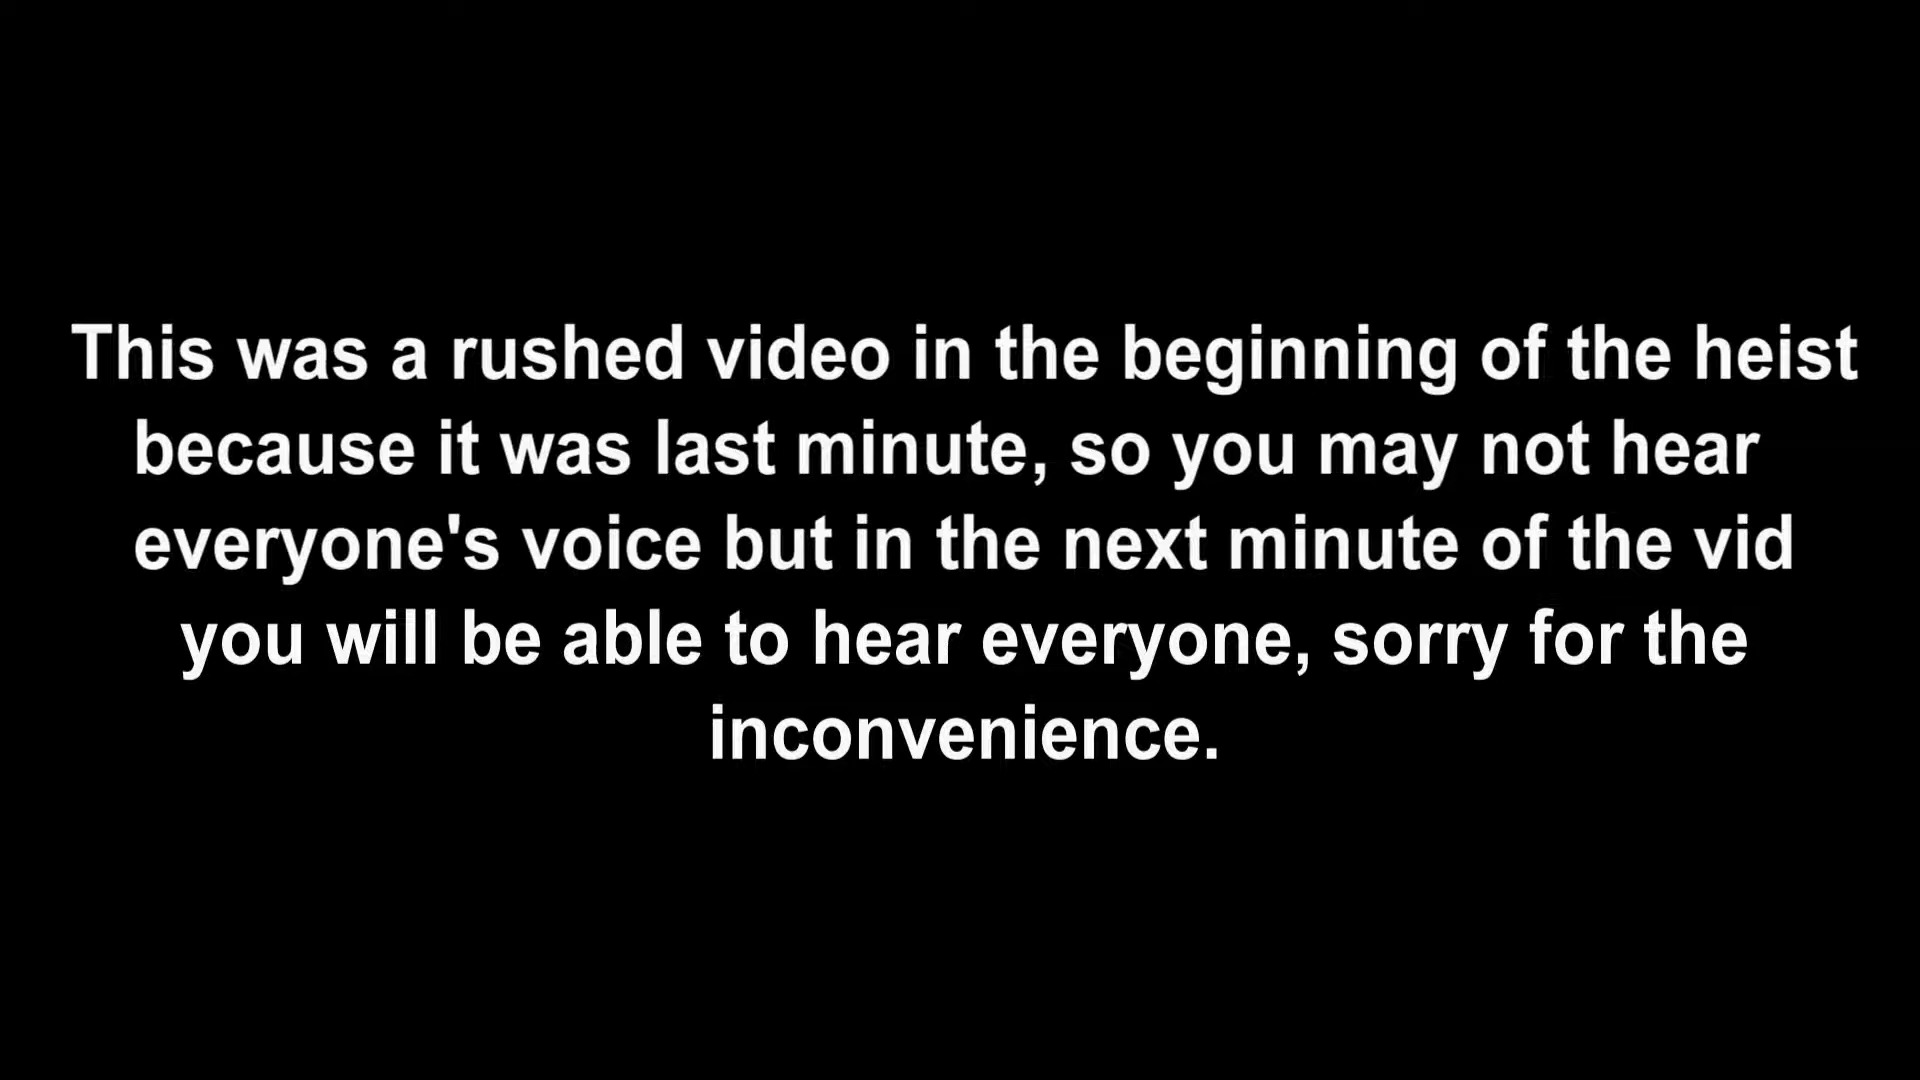 This was a rushed video in the beginning of the heist
because it was last minute, so you may not hear
everyone's voice but in the next minute of the vid
you will be able to hear everyone, sorry for the
inconvenience.